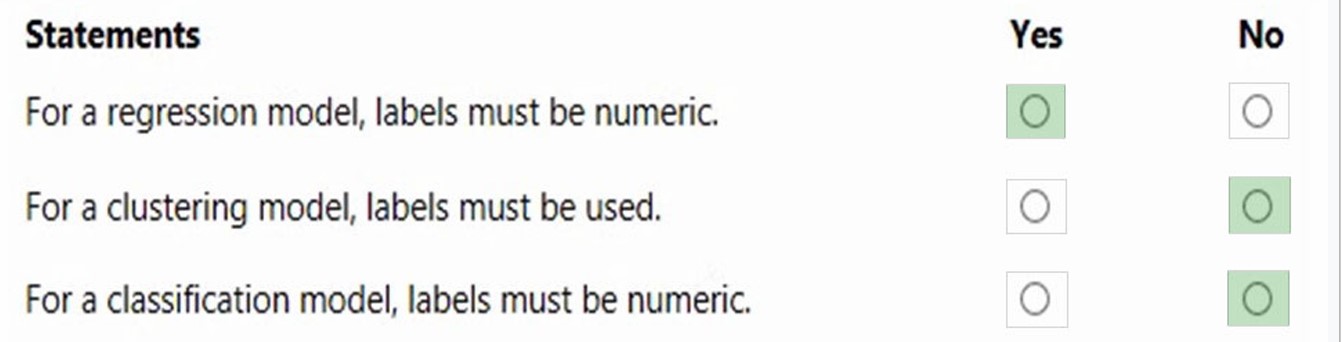 Statements Yes No
For a regression model, labels must be numeric.
For a clustering model, labels must be used.
For a classification model, labels must be numeric.